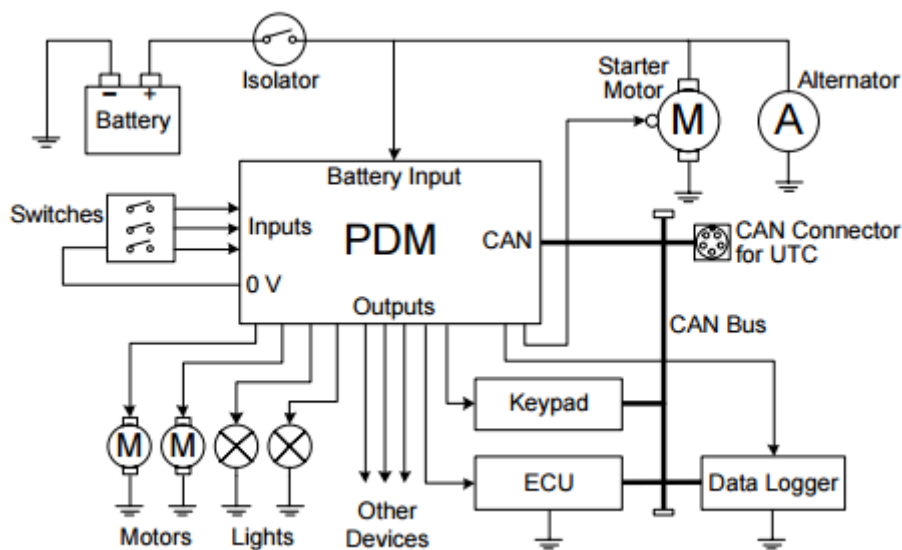 Isolator
Starter
Motor
Alternator
− +
Battery
M
A
Battery Input
Switches
Inputs
PDM
CAN
CAN Connector
for UTC
0 V
Outputs
CAN Bus
Keypad
M M
ECU
Data Logger
Motors
Lights
Other
Devices